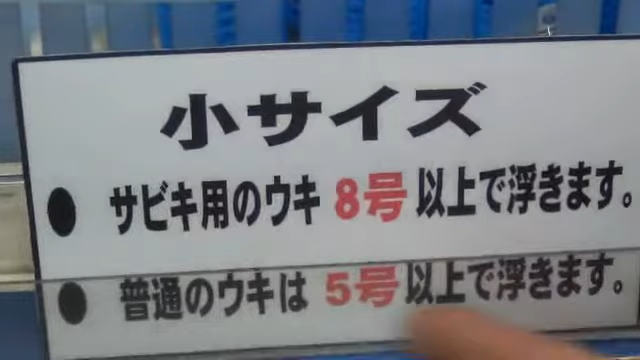 小サイズ
● サビキ用のウキ 8号 以上で浮きます。
● 普通のウキは 5号 以上で浮きます。